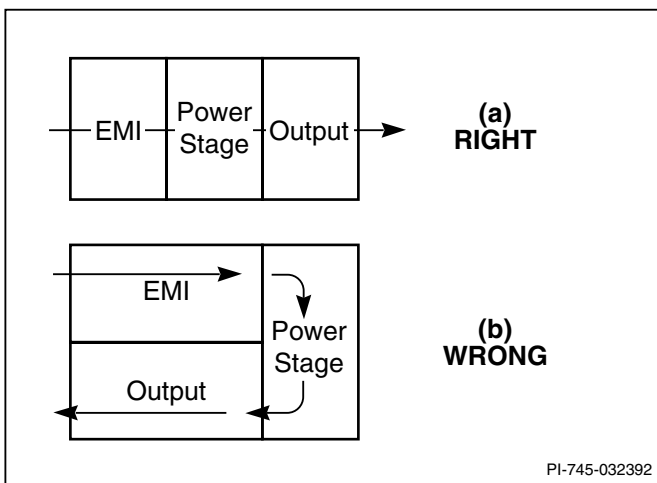 EMI
Power
Stage
Output
(a)
RIGHT
EMI
Power
Stage
Output
(b)
WRONG
PI-745-032392